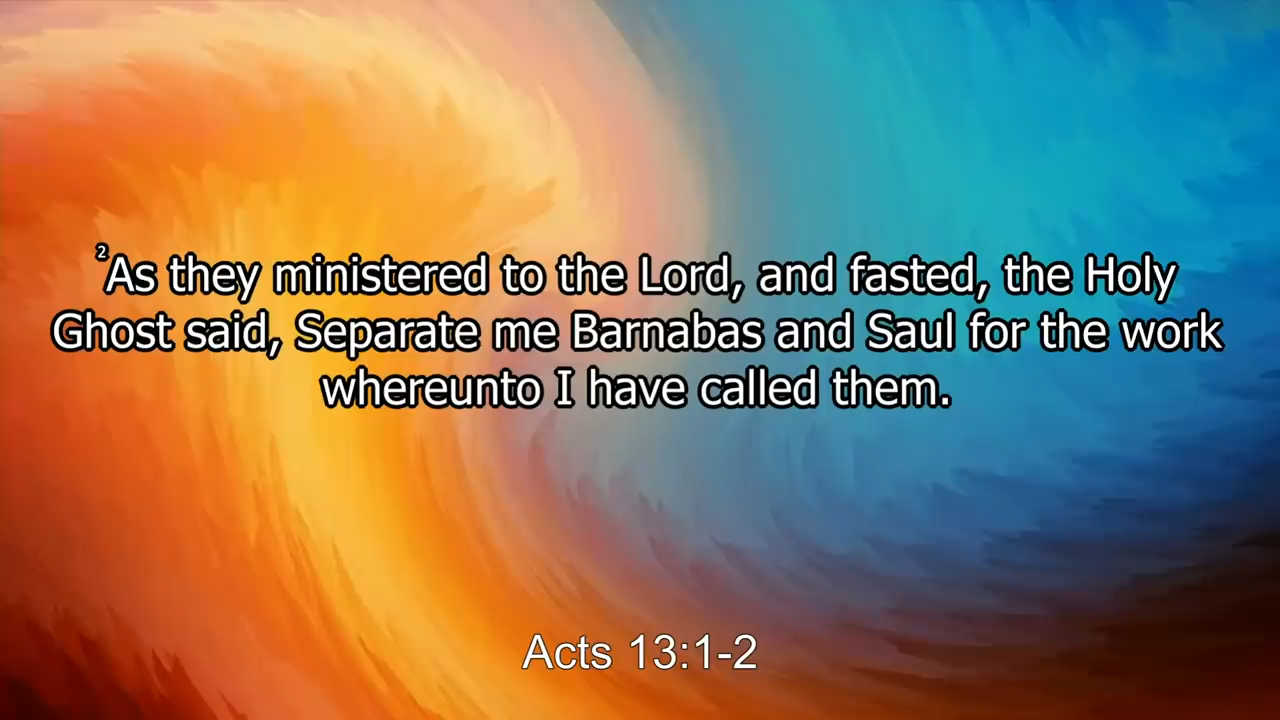 ²As they ministered to the Lord, and fasted, the Holy
Ghost said, Separate me Barnabas and Saul for the work
whereunto I have called them.
Acts 13:1-2